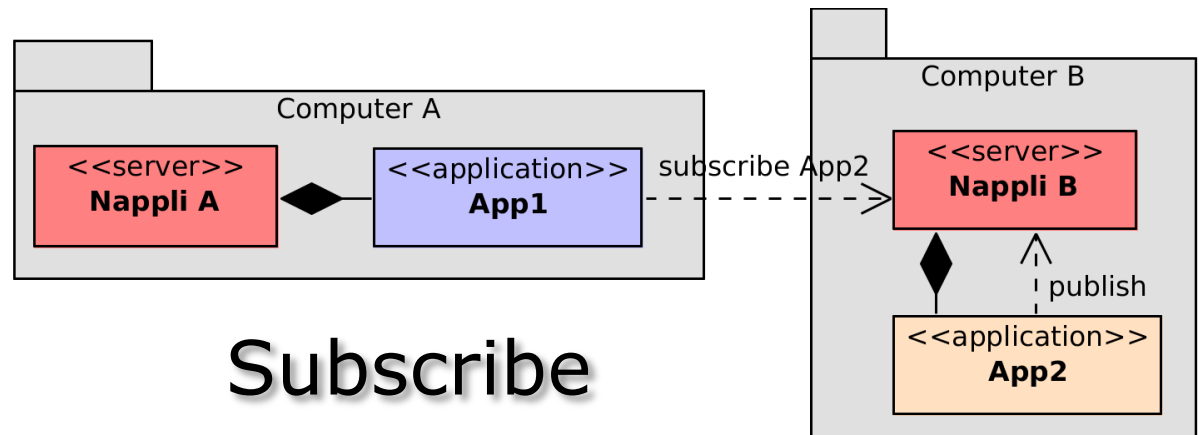 Computer A
<<server>>
Nappli A
<<application>>
App1
subscribe App2
Computer B
<<server>>
Nappli B
publish
<<application>>
App2
Subscribe